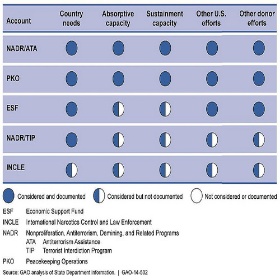 Account Country needs Absorptive capacity Sustainment capacity Other U.S. efforts Other donor efforts
NADR/ATA
PKO
ESF
NADR/TIP
INCLE
Considered and documented Considered but not documented Not considered or documented
ESF Economic Support Fund
INCLE International Narcotics Control and Law Enforcement
NADR Nonproliferation, Antiterrorism, Demining, and Related Programs
ATA Antiterrorism Assistance
TIP Terrorist Interdiction Program
PKO Peacekeeping Operations
Source: GAO analysis of State Department information. | GAO-14-502